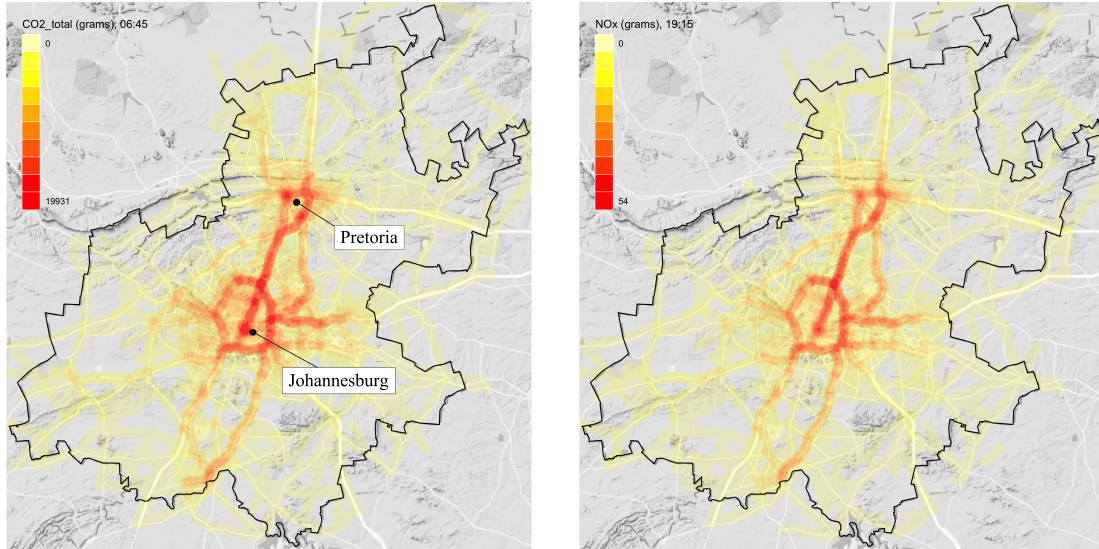 CO2_total (grams), 06:45
0
19931
Pretoria
Johannesburg
NOx (grams), 19:15
0
54